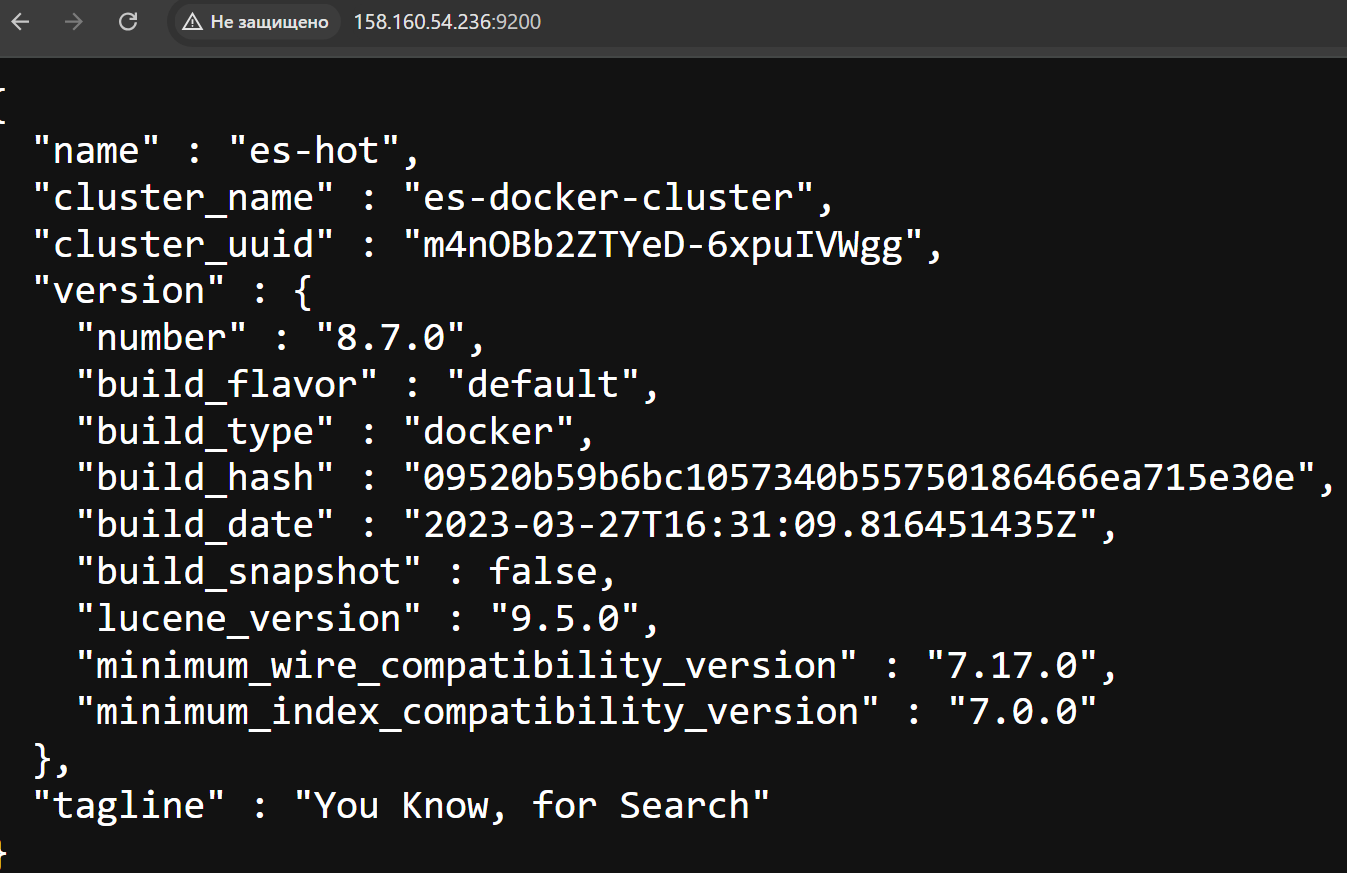 Не защищено 158.160.54.236:9200
{
"name" : "es-hot",
"cluster_name" : "es-docker-cluster",
"cluster_uuid" : "m4nOBb2ZTYeD-6xpuIVWgg",
"version" : {
"number" : "8.7.0",
"build_flavor" : "default",
"build_type" : "docker",
"build_hash" : "09520b59b6bc1057340b55750186466ea715e30e",
"build_date" : "2023-03-27T16:31:09.816451435Z",
"build_snapshot" : false,
"lucene_version" : "9.5.0",
"minimum_wire_compatibility_version" : "7.17.0",
"minimum_index_compatibility_version" : "7.0.0"
},
"tagline" : "You Know, for Search"
}